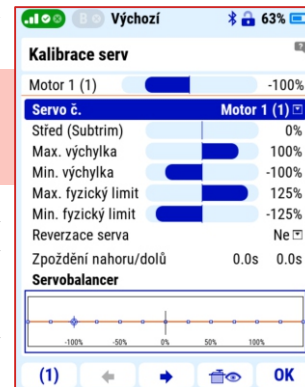 B Výchozí 63%
Kalibrace serv
Motor 1 (1) -100%
Servo č. Motor 1 (1)
Střed (Subtrim) 0%
Max. výchylka 100%
Min. výchylka -100%
Max. fyzický limit 125%
Min. fyzický limit -125%
Reverzace serva Ne
Zpoždění nahoru/dolů 0.0s 0.0s
Servobalancer
-100% -50% 0% 50% 100%
(1) OK